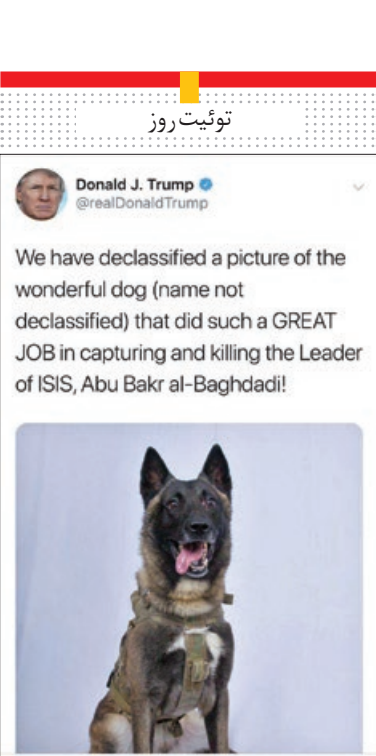 توئیت روز
Donald J. Trump
@realDonaldTrump
We have declassified a picture of the
wonderful dog (name not
declassified) that did such a GREAT
JOB in capturing and killing the Leader
of ISIS, Abu Bakr al-Baghdadi!